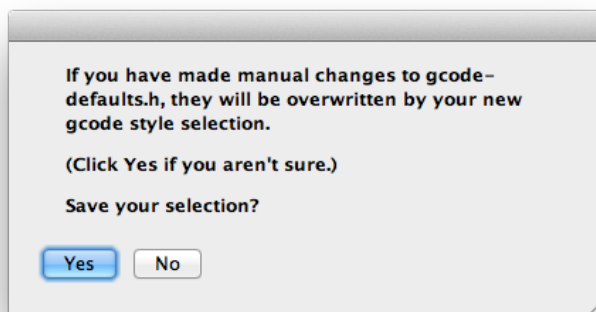 If you have made manual changes to gcode-
defaults.h, they will be overwritten by your new
gcode style selection.
(Click Yes if you aren't sure.)
Save your selection?
Yes No